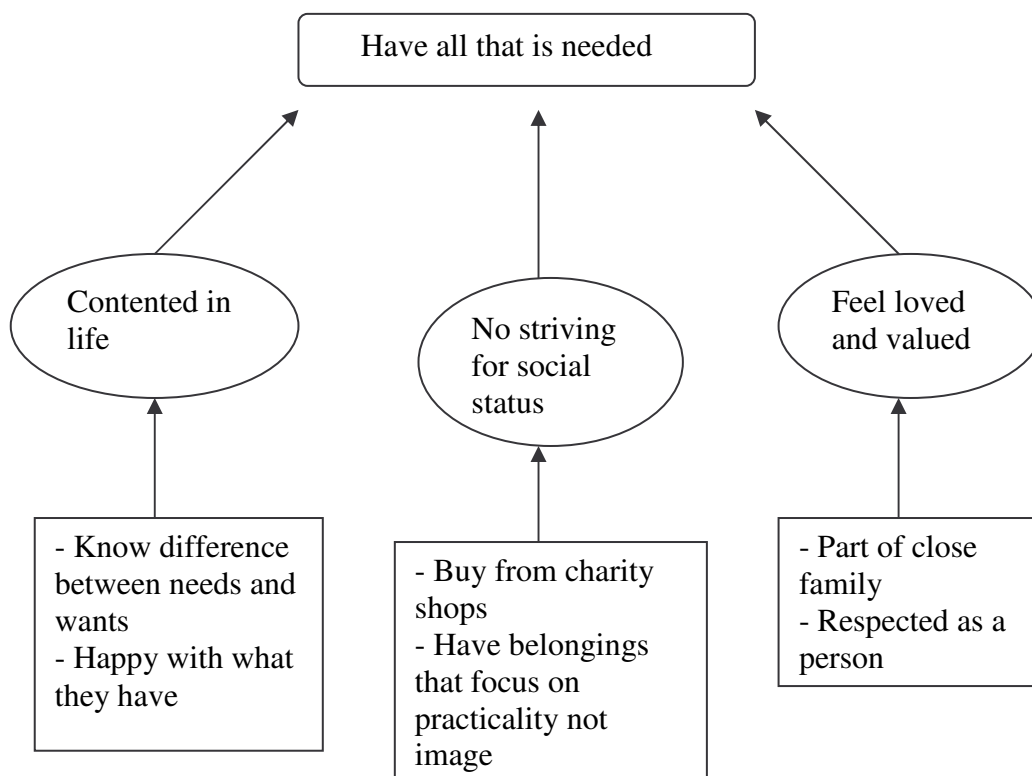 Have all that is needed
Contented in
life
No striving
for social
status
Feel loved
and valued
- Know difference
between needs and
wants
- Happy with what
they have
- Buy from charity
shops
- Have belongings
that focus on
practicality not
image
- Part of close
family
- Respected as a
person